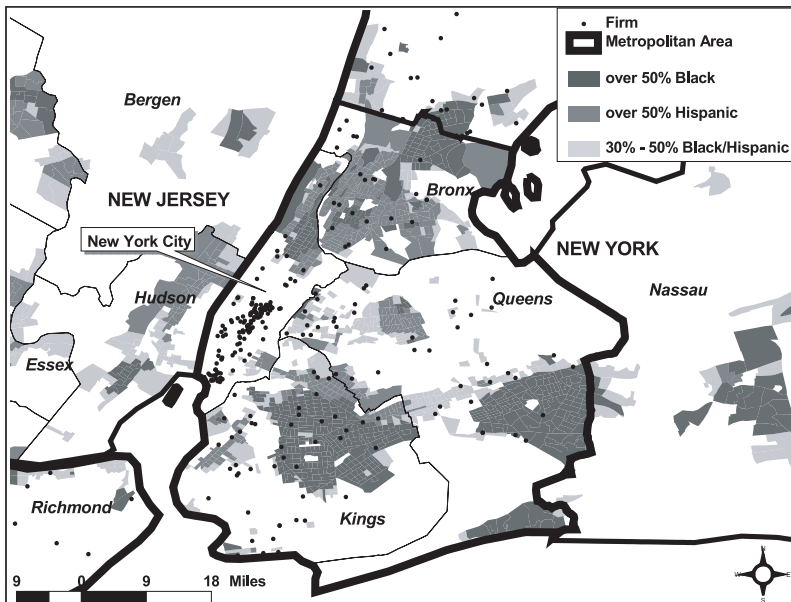 Firm
Metropolitan Area
over 50% Black
over 50% Hispanic
30% - 50% Black/Hispanic
Bergen
NEW JERSEY
Bronx
New York City
NEW YORK
Hudson
Queens
Nassau
Essex
Richmond
Kings
9 0 9 18 Miles
N
W E
S